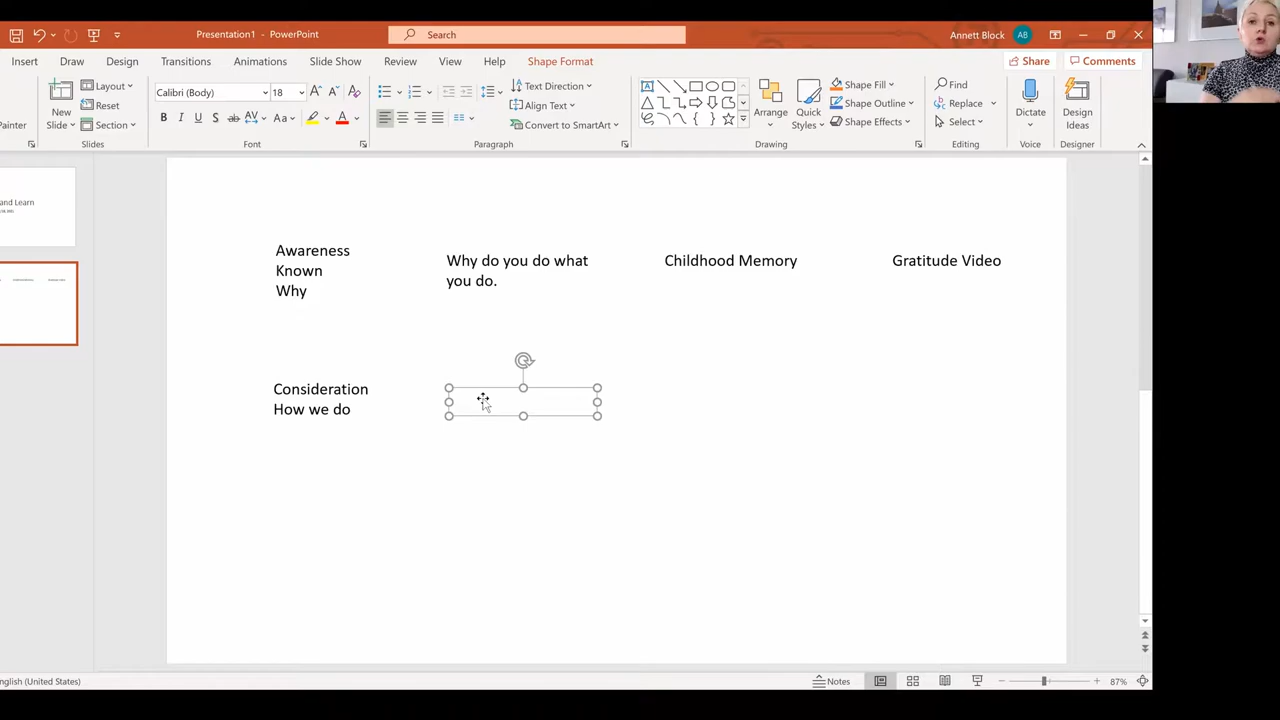 Presentation1 - PowerPoint
Search
Annett Block
AB
Insert
Draw
Design
Transitions
Animations
Slide Show
Review
View
Help
Shape Format
Share
Comments
Painter
New
Slide
Layout
Reset
Section
Slides
Calibri (Body)
18
Font
Text Direction
Align Text
Convert to SmartArt
Paragraph
Arrange
Quick
Styles
Shape Fill
Shape Outline
Shape Effects
Drawing
Find
Replace
Select
Editing
Dictate
Voice
Design
Ideas
Designer
and Learn
Awareness
Known
Why
Why do you do what
you do.
Childhood Memory
Gratitude Video
Consideration
How we do
nglish (United States)
Notes
87%